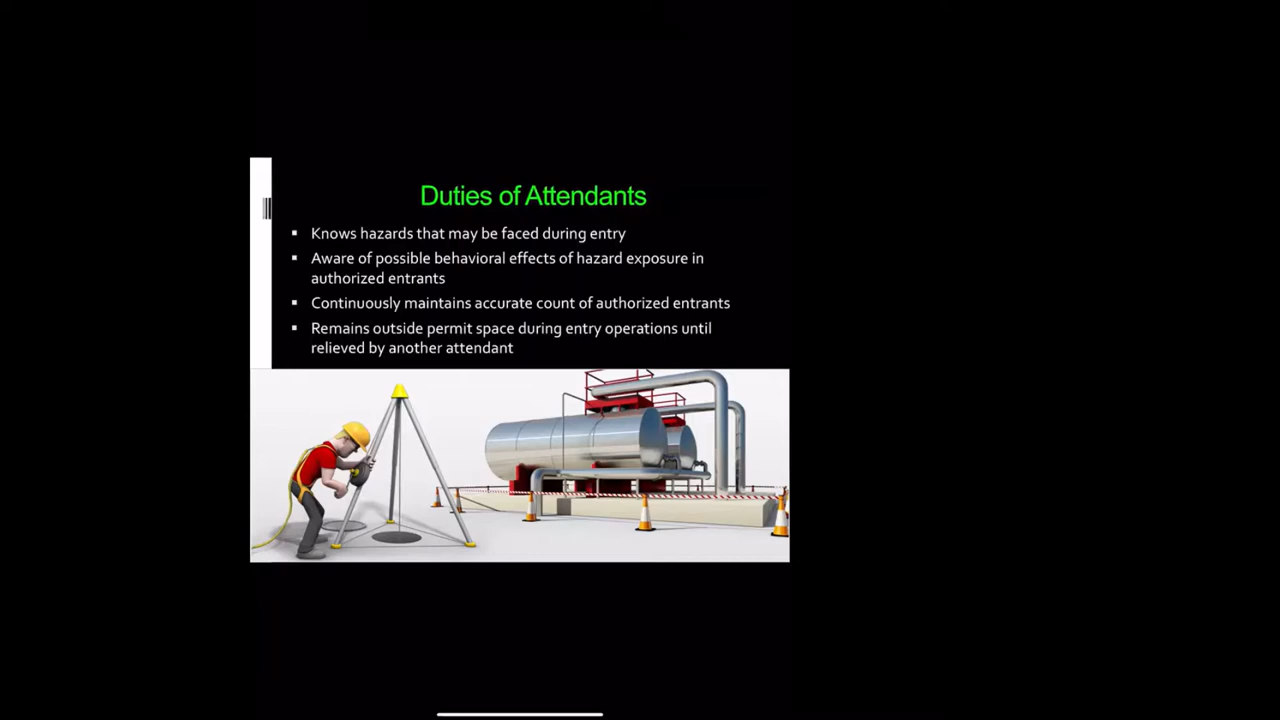 Duties of Attendants
▪ Knows hazards that may be faced during entry
▪ Aware of possible behavioral effects of hazard exposure in
authorized entrants
▪ Continuously maintains accurate count of authorized entrants
▪ Remains outside permit space during entry operations until
relieved by another attendant